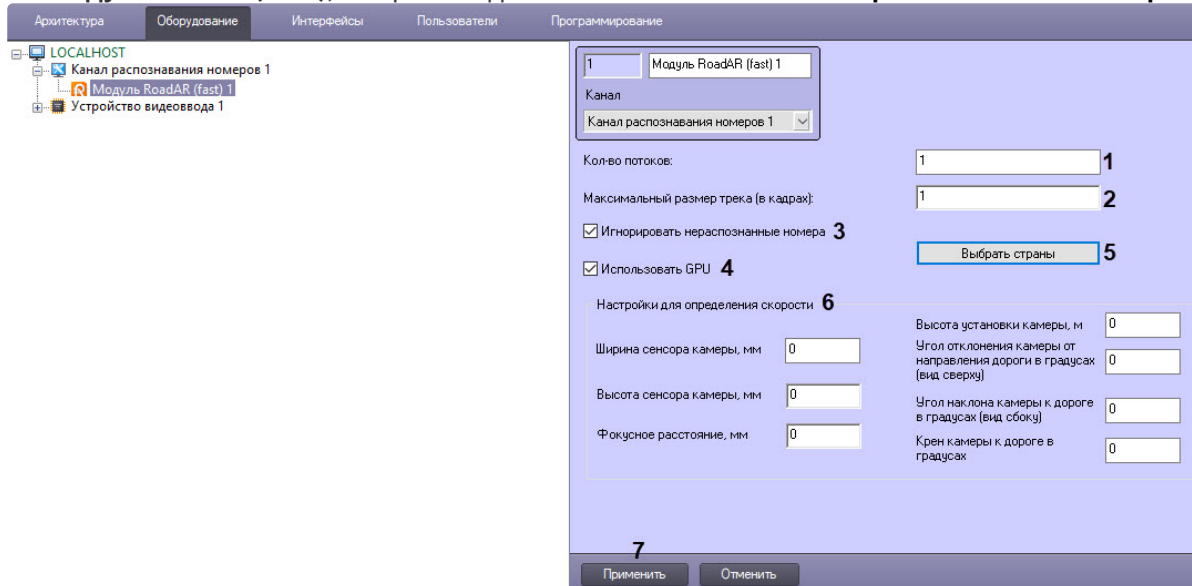 Архитектура Оборудование Интерфейсы Пользователи Программирование
LOCALHOST
Канал распознавания номеров 1
Модуль RoadAR (fast) 1
Устройство видеоввода 1
1 Модуль RoadAR (fast) 1
Канал
Канал распознавания номеров 1
Кол-во потоков: 1 1
Максимальный размер трека (в кадрах): 1 2
Игнорировать нераспознанные номера 3
Выбрать страны 5
Использовать GPU 4
Настройки для определения скорости 6
Ширина сенсора камеры, мм 0
Высота сенсора камеры, мм 0
Фокусное расстояние, мм 0
Высота установки камеры, м 0
Угол отклонения камеры от
направления дороги в градусах 0
(вид сверху)
Угол наклона камеры к дороге
в градусах (вид сбоку) 0
Крен камеры к дороге в
градусах 0
7
Применить Отменить